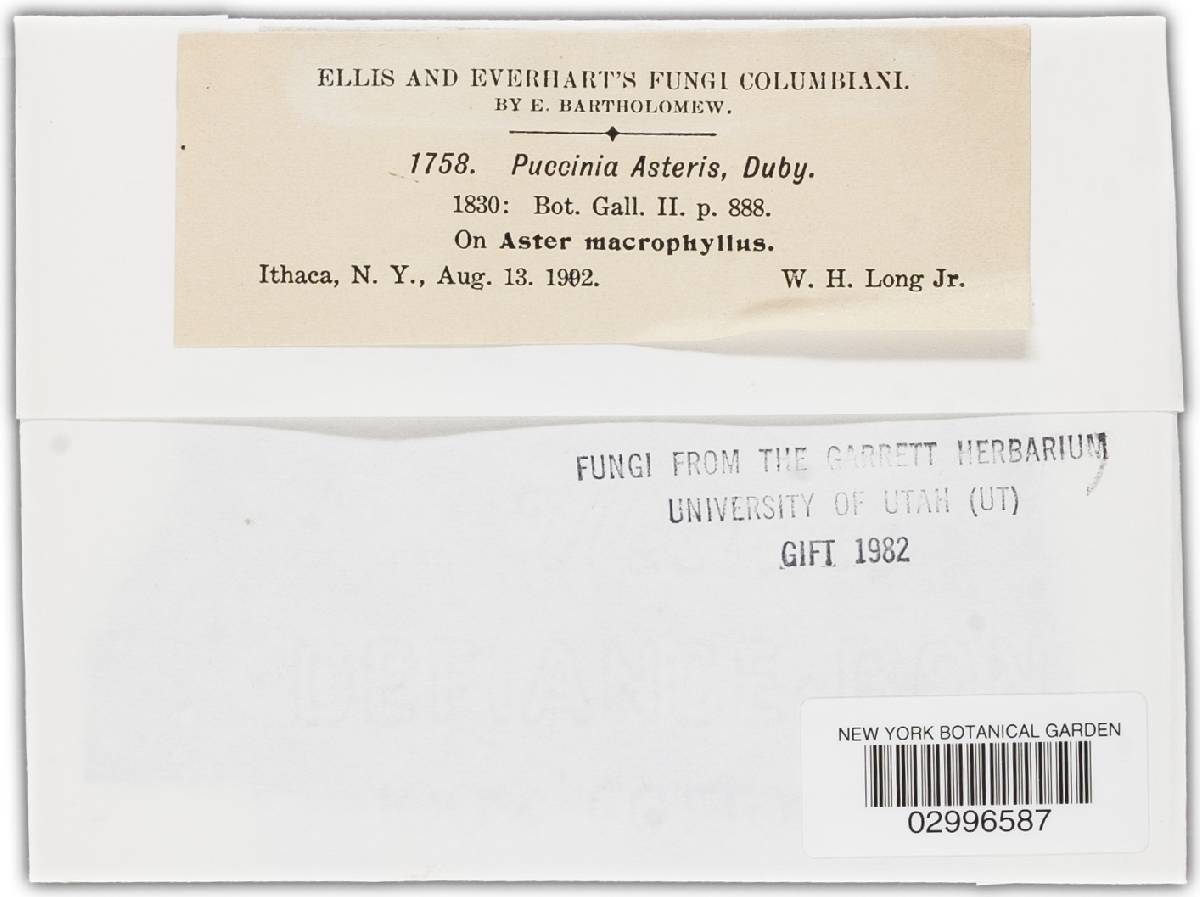 ELLIS AND EVERHART'S FUNGI COLUMBIANI.
BY E. BARTHOLOMEW.
1758. Puccinia Asteris, Duby.
1830: Bot. Gall. II. p. 888.
On Aster macrophyllus.
Ithaca, N. Y., Aug. 13. 1902. W. H. Long Jr.
FUNGI FROM THE GARRETT HERBARIUM
UNIVERSITY OF UTAH (UT)
GIFT 1982
NEW YORK BOTANICAL GARDEN
02996587